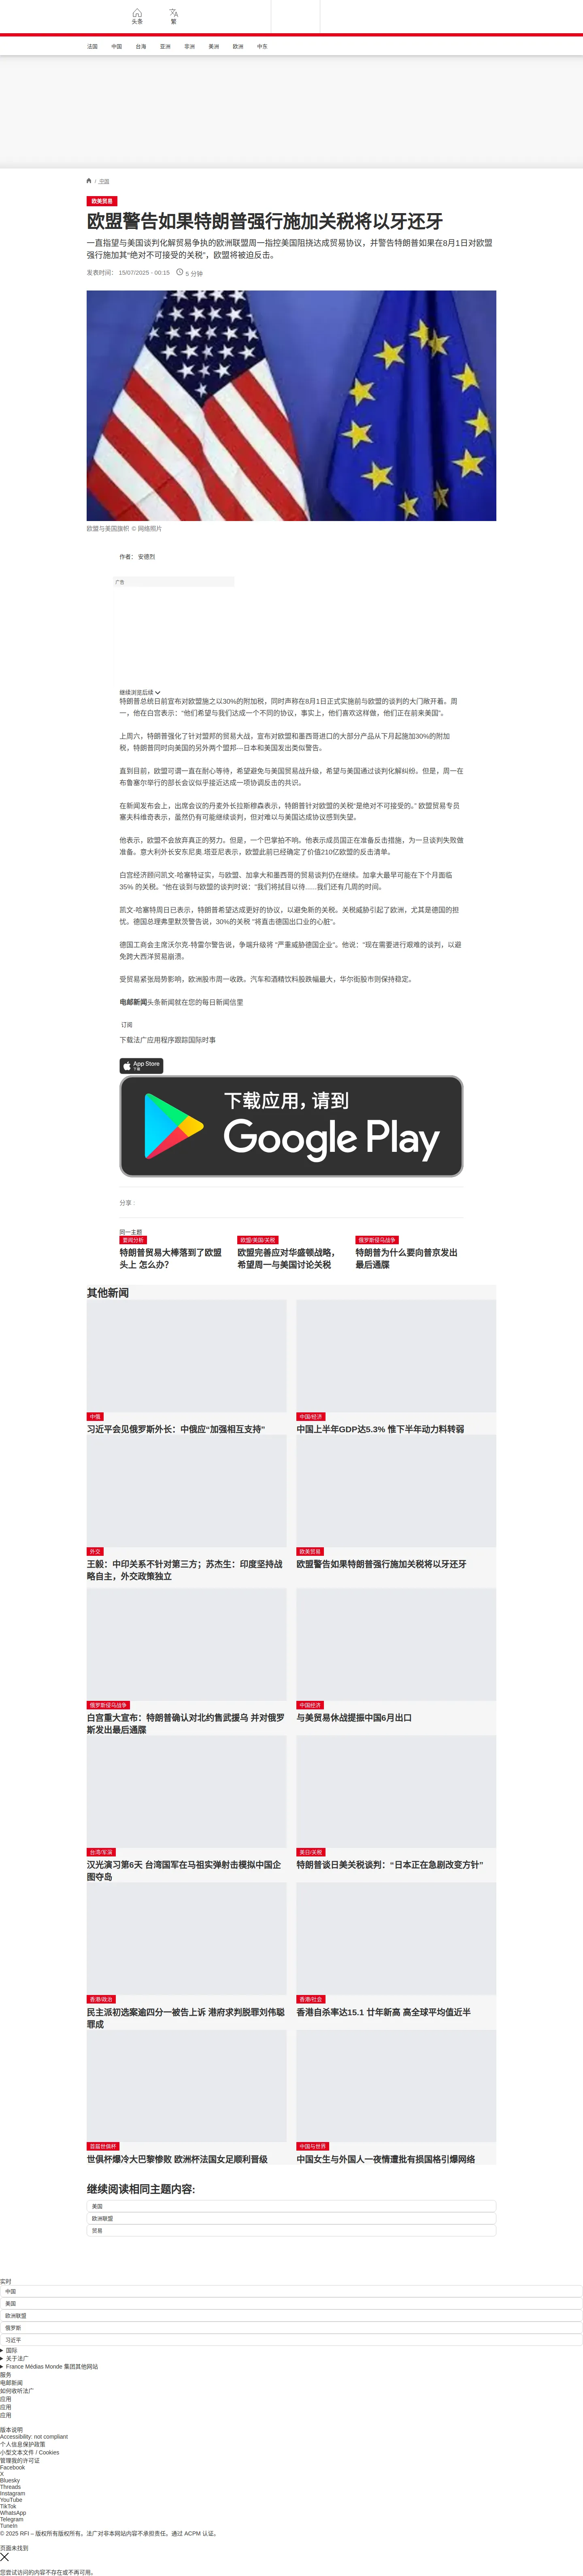 头条
繁
法国 中国 台海 亚洲 非洲 美洲 欧洲 中东
/ 中国
欧美贸易
欧盟警告如果特朗普强行施加关税将以牙还牙
一直指望与美国谈判化解贸易争执的欧洲联盟周一指控美国阻挠达成贸易协议，并警告特朗普如果在8月1日对欧盟
强行施加其“绝对不可接受的关税”，欧盟将被迫反击。
发表时间： 15/07/2025 - 00:15 5 分钟
欧盟与美国旗帜 © 网络照片
作者： 安德烈
广告
继续浏览后续
特朗普总统日前宣布对欧盟施之以30%的附加税，同时声称在8月1日正式实施前与欧盟的谈判的大门敞开着。周
一，他在白宫表示：“他们希望与我们达成一个不同的协议，事实上，他们喜欢这样做，他们正在前来美国”。
上周六，特朗普强化了针对盟邦的贸易大战，宣布对欧盟和墨西哥进口的大部分产品从下月起施加30%的附加
税，特朗普同时向美国的另外两个盟邦---日本和美国发出类似警告。
直到目前，欧盟可谓一直在耐心等待，希望避免与美国贸易战升级，希望与美国通过谈判化解纠纷。但是，周一在
布鲁塞尔举行的部长会议似乎接近达成一项协调反击的共识。
在新闻发布会上，出席会议的丹麦外长拉斯穆森表示，特朗普针对欧盟的关税“是绝对不可接受的。” 欧盟贸易专员
塞夫科维奇表示，虽然仍有可能继续谈判，但对难以与美国达成协议感到失望。
他表示，欧盟不会放弃真正的努力。但是，一个巴掌拍不响。他表示成员国正在准备反击措施，为一旦谈判失败做
准备。意大利外长安东尼奥.塔亚尼表示，欧盟此前已经确定了价值210亿欧盟的反击清单。
白宫经济顾问凯文-哈塞特证实，与欧盟、加拿大和墨西哥的贸易谈判仍在继续。加拿大最早可能在下个月面临
35% 的关税。“他在谈到与欧盟的谈判时说：“我们将拭目以待......我们还有几周的时间。
凯文-哈塞特周日已表示，特朗普希望达成更好的协议，以避免新的关税。关税威胁引起了欧洲，尤其是德国的担
忧。德国总理弗里默茨警告说，30%的关税 “将直击德国出口业的心脏”。
德国工商会主席沃尔克-特雷尔警告说，争端升级将 “严重威胁德国企业”。他说：“现在需要进行艰难的谈判，以避
免跨大西洋贸易崩溃。
受贸易紧张局势影响，欧洲股市周一收跌。汽车和酒精饮料股跌幅最大，华尔街股市则保持稳定。
电邮新闻头条新闻就在您的每日新闻信里
订阅
下载法广应用程序跟踪国际时事
App Store
下载
下载应用，请到
Google Play
分享 :
同一主题
要闻分析
特朗普贸易大棒落到了欧盟
头上 怎么办？
欧盟/美国/关税
欧盟完善应对华盛顿战略，
希望周一与美国讨论关税
俄罗斯侵乌战争
特朗普为什么要向普京发出
最后通牒
其他新闻
中俄
习近平会见俄罗斯外长：中俄应“加强相互支持”
中国/经济
中国上半年GDP达5.3% 惟下半年动力料转弱
外交
王毅：中印关系不针对第三方；苏杰生：印度坚持战
略自主，外交政策独立
欧美贸易
欧盟警告如果特朗普强行施加关税将以牙还牙
俄罗斯侵乌战争
白宫重大宣布：特朗普确认对北约售武援乌 并对俄罗
斯发出最后通牒
中国经济
与美贸易休战提振中国6月出口
台湾/军演
汉光演习第6天 台湾国军在马祖实弹射击模拟中国企
图夺岛
美日/关税
特朗普谈日美关税谈判：“日本正在急剧改变方针”
香港/政治
民主派初选案逾四分一被告上诉 港府求判脱罪刘伟聪
罪成
香港/社会
香港自杀率达15.1 廿年新高 高全球平均值近半
首届世俱杯
世俱杯爆冷大巴黎惨败 欧洲杯法国女足顺利晋级
中国与世界
中国女生与外国人一夜情遭批有损国格引爆网络
继续阅读相同主题内容:
美国
欧洲联盟
贸易
实时
中国
美国
欧洲联盟
俄罗斯
习近平
国际
关于法广
France Médias Monde 集团其他网站
服务
电邮新闻
如何收听法广
应用
应用
应用
版本说明
Accessibility: not compliant
个人信息保护政策
小型文本文件 / Cookies
管理我的许可证
Facebook
X
Bluesky
Threads
Instagram
YouTube
TikTok
WhatsApp
Telegram
TuneIn
© 2025 RFI – 版权所有版权所有。法广对非本网站内容不承担责任。通过 ACPM 认证。
页面未找到
您尝试访问的内容不存在或不再可用。